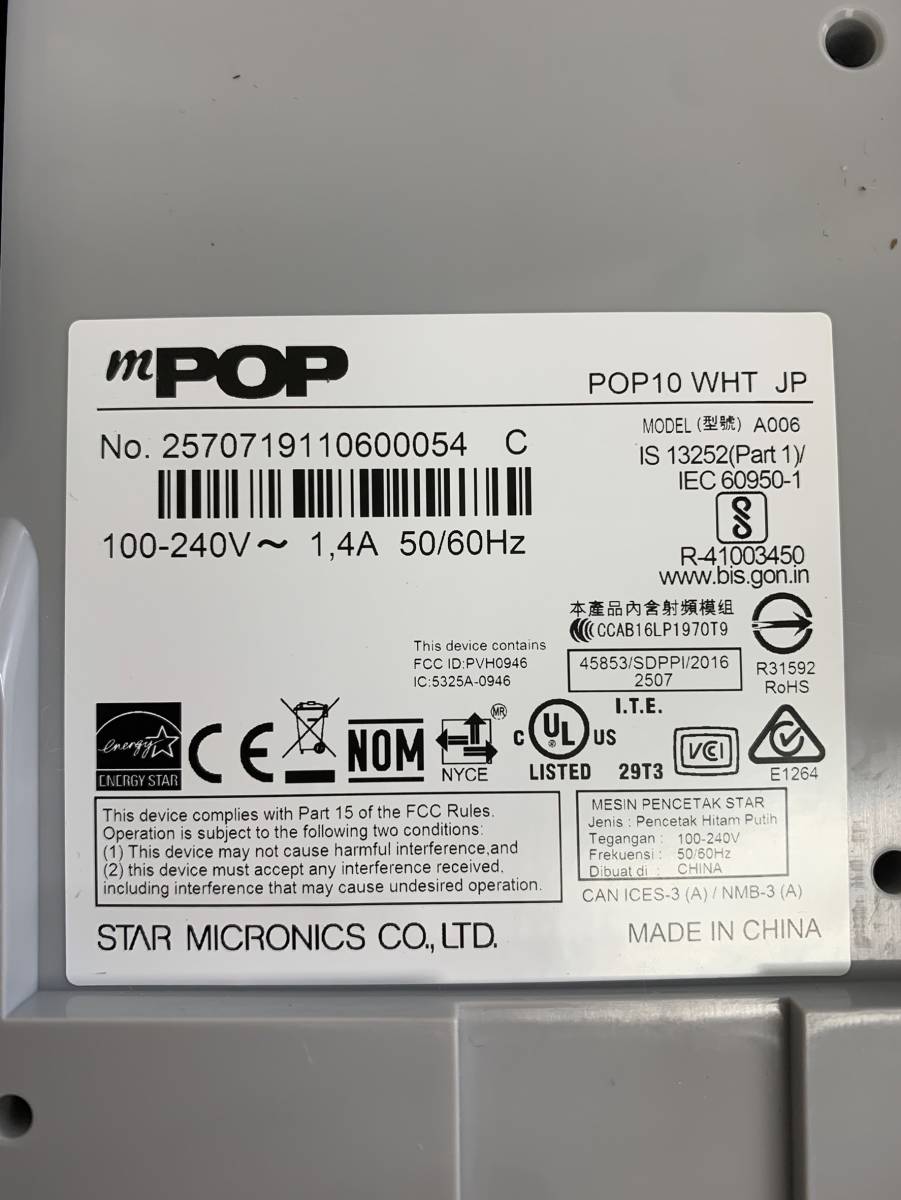 mPOP
POP10 WHT JP
No. 2570719110600054 C
MODEL (型號) A006
IS 13252(Part 1)/
IEC 60950-1
100-240V～ 1,4A 50/60Hz
R-41003450
www.bis.gon.in
本產品內含射頻模組
CCAB16LP1970T9
This device contains
FCC ID:PVH0946
IC:5325A-0946
45853/SDPPI/2016
2507
R31592
RoHS
I.T.E.
energy
ENERGY STAR
CE
NOM
MR
NYCE
C UL US
LISTED 29T3
VCI
E1264
This device complies with Part 15 of the FCC Rules.
Operation is subject to the following two conditions:
(1) This device may not cause harmful interference,and
(2) this device must accept any interference received,
including interference that may cause undesired operation.
MESIN PENCETAK STAR
Jenis : Pencetak Hitam Putih
Tegangan : 100-240V
Frekuensi : 50/60Hz
Dibuat di : CHINA
CAN ICES-3 (A) / NMB-3 (A)
STAR MICRONICS CO., LTD.
MADE IN CHINA